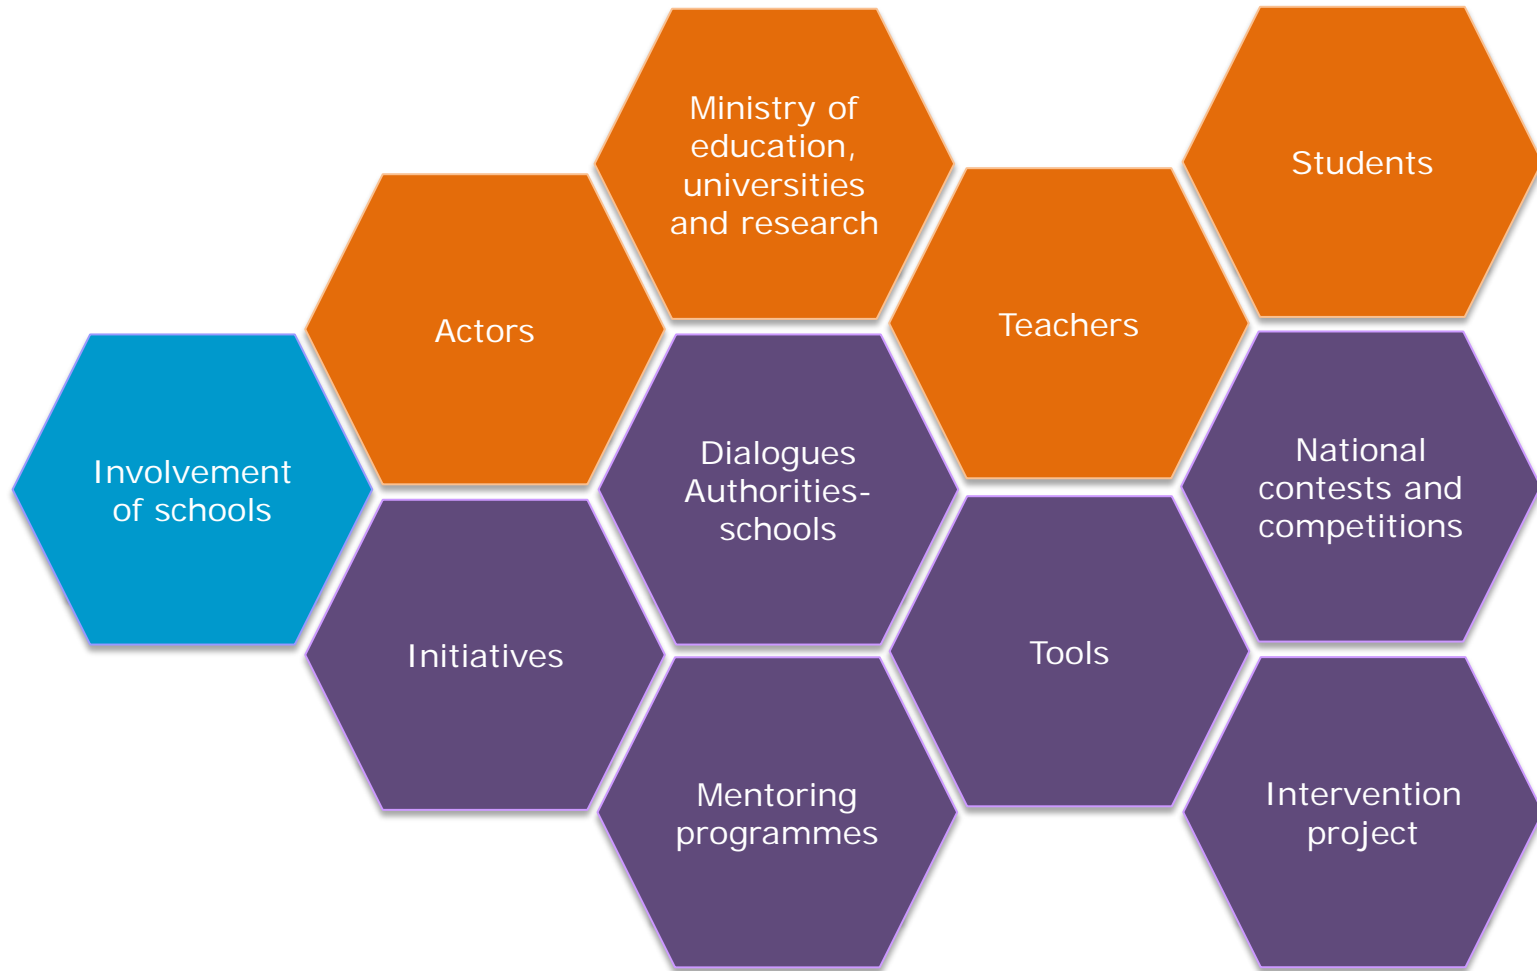 Ministry of
education,
universities
and research
Students
Actors
Teachers
Involvement
of schools
Dialogues
Authorities-
schools
National
contests and
competitions
Initiatives
Tools
Mentoring
programmes
Intervention
project